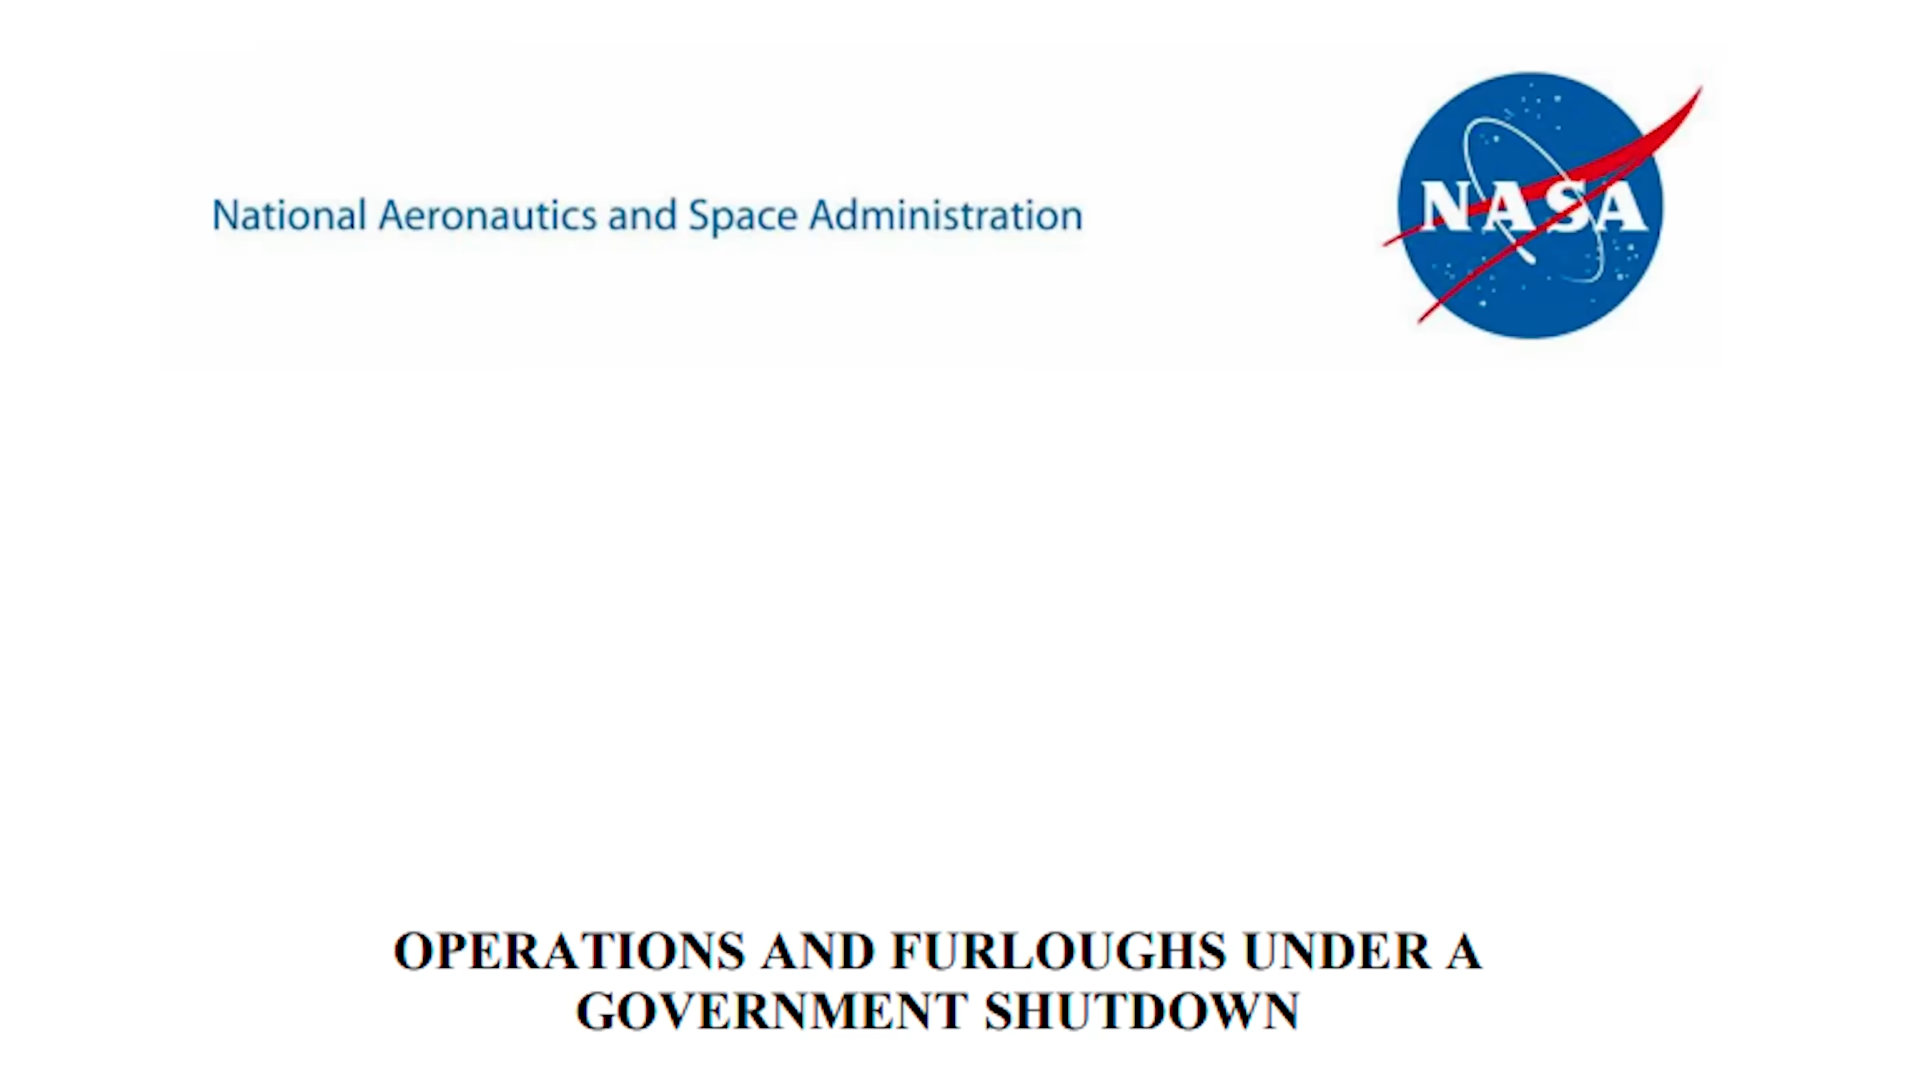 National Aeronautics and Space Administration
NASA
OPERATIONS AND FURLOUGHS UNDER A
GOVERNMENT SHUTDOWN